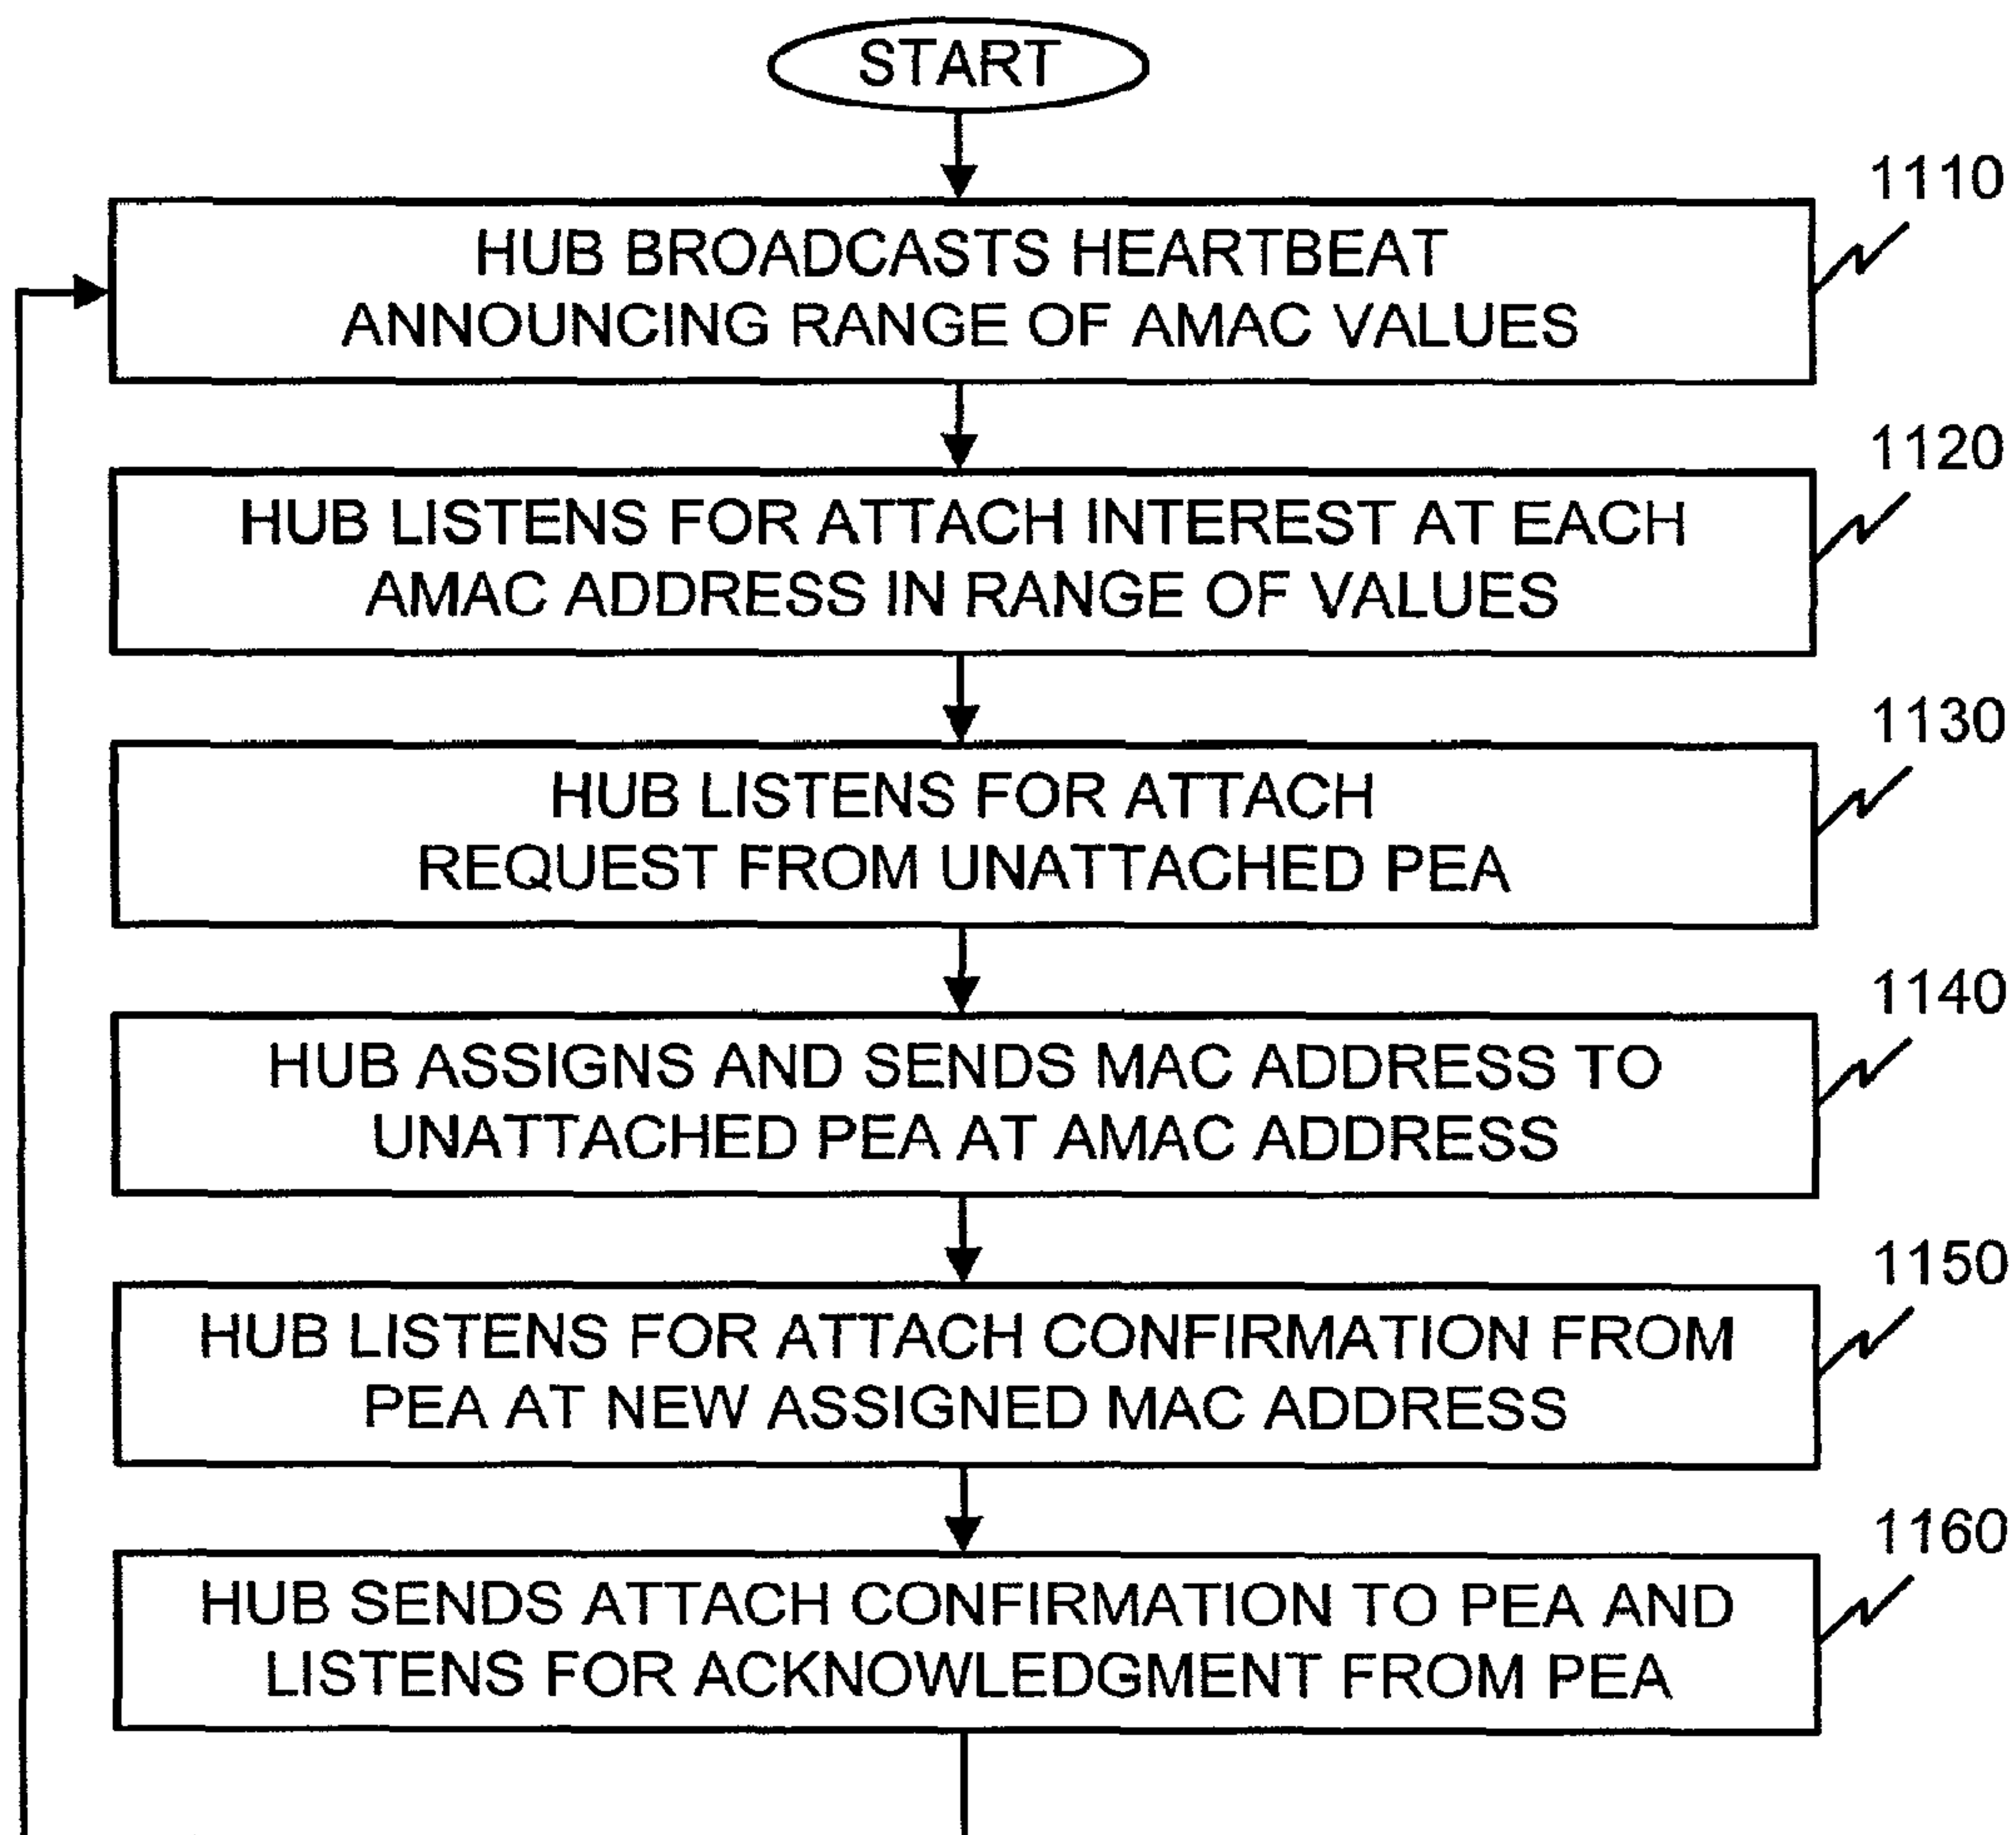 START
1110
HUB BROADCASTS HEARTBEAT
ANNOUNCING RANGE OF AMAC VALUES
1120
HUB LISTENS FOR ATTACH INTEREST AT EACH
AMAC ADDRESS IN RANGE OF VALUES
1130
HUB LISTENS FOR ATTACH
REQUEST FROM UNATTACHED PEA
1140
HUB ASSIGNS AND SENDS MAC ADDRESS TO
UNATTACHED PEA AT AMAC ADDRESS
1150
HUB LISTENS FOR ATTACH CONFIRMATION FROM
PEA AT NEW ASSIGNED MAC ADDRESS
1160
HUB SENDS ATTACH CONFIRMATION TO PEA AND
LISTENS FOR ACKNOWLEDGMENT FROM PEA